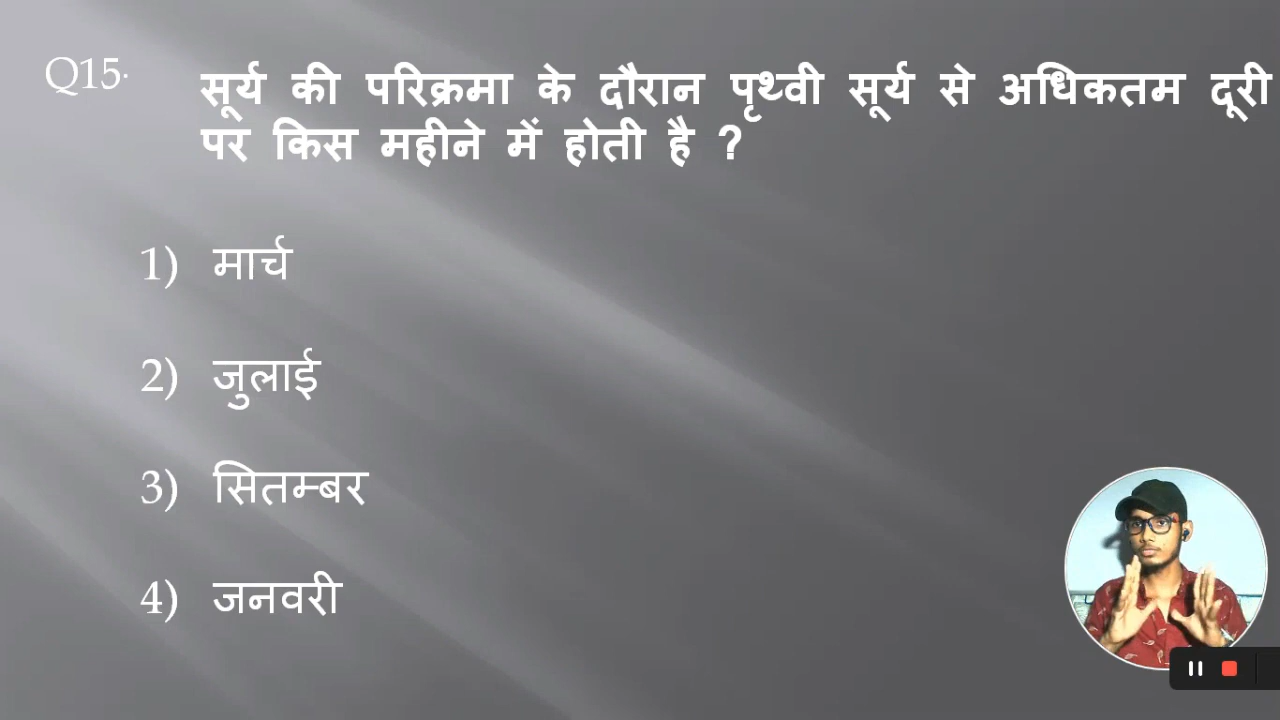 Q15.
सूर्य की परिक्रमा के दौरान पृथ्वी सूर्य से अधिकतम दूरी
पर किस महीने में होती है ?
1) मार्च
2) जुलाई
3) सितम्बर
4) जनवरी